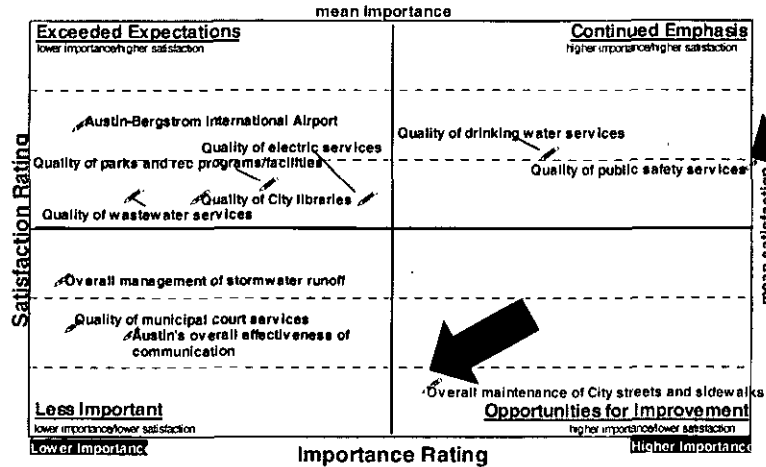 mean importance
Exceeded Expectations
lower importance/higher satisfaction
Continued Emphasis
higher importance/higher satisfaction
Austin-Bergstrom International Airport
Quality of electric services
Quality of parks and rec programs/facilities
Quality of drinking water services
Quality of public safety services
Quality of City libraries
Quality of wastewater services
Satisfaction Rating
mean satisfaction
Overall management of stormwater runoff
Quality of municipal court services
Austin's overall effectiveness of
communication
Overall maintenance of City streets and sidewalks
Less Important
lower importance/lower satisfaction
Opportunities for Improvement
higher importance/lower satisfaction
Lower Importance
Importance Rating
Higher Importance